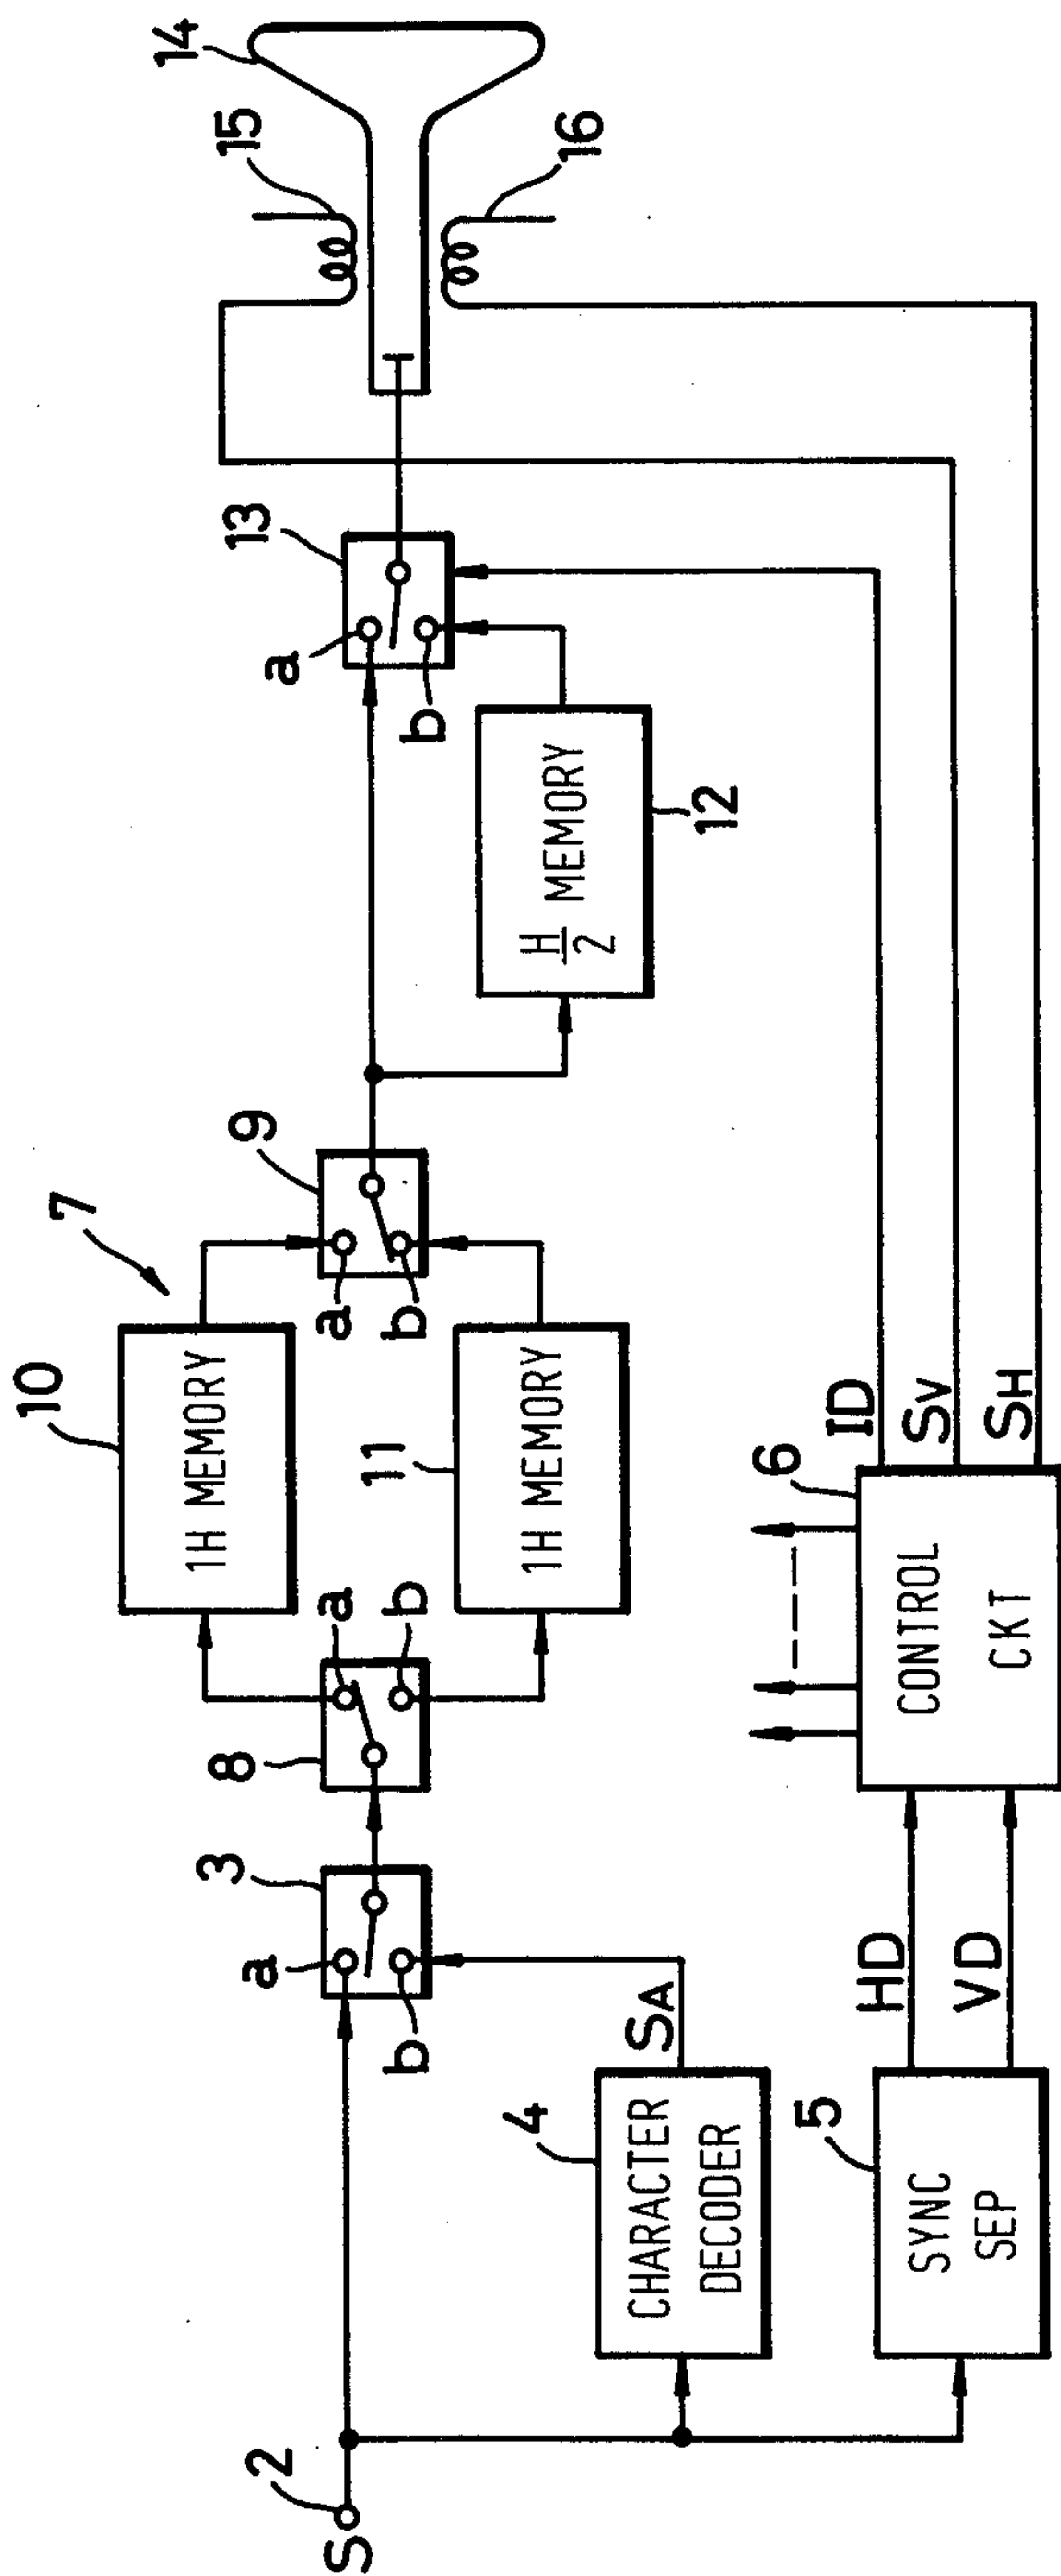 S
2
3
a
b
SA
4
CHARACTER
DECODER
5
SYNC
SEP
HD
VD
8
a
b
10
1H MEMORY
11
1H MEMORY
7
9
a
b
6
CONTROL
CKT
ID
SV
SH
H/2 MEMORY
12
13
a
b
14
15
16